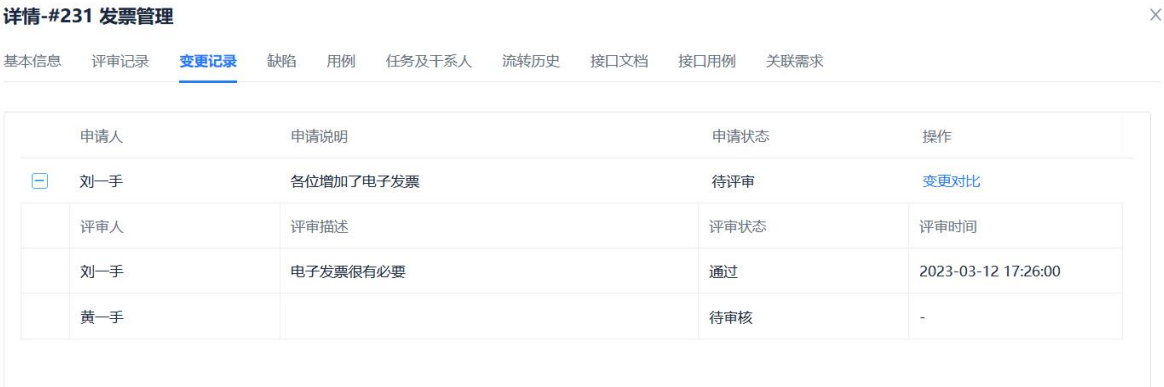 详情-#231 发票管理
基本信息 评审记录 变更记录 缺陷 用例 任务及干系人 流转历史 接口文档 接口用例 关联需求
申请人 申请说明 申请状态 操作
刘一手 各位增加了电子发票 待评审 变更对比
评审人 评审描述 评审状态 评审时间
刘一手 电子发票很有必要 通过 2023-03-12 17:26:00
黄一手 待审核 -